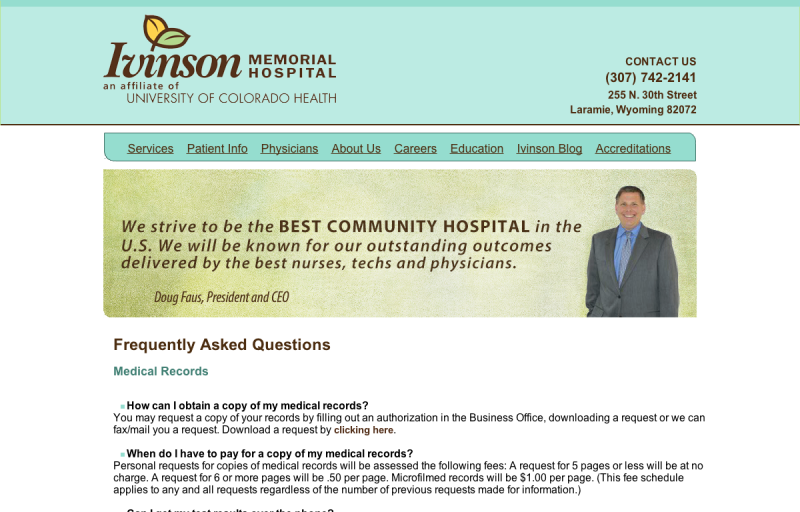 Ivinson MEMORIAL HOSPITAL
an affiliate of
UNIVERSITY OF COLORADO HEALTH
CONTACT US
(307) 742-2141
255 N. 30th Street
Laramie, Wyoming 82072
Services Patient Info Physicians About Us Careers Education Ivinson Blog Accreditations
We strive to be the BEST COMMUNITY HOSPITAL in the
U.S. We will be known for our outstanding outcomes
delivered by the best nurses, techs and physicians.
Doug Faus, President and CEO
Frequently Asked Questions
Medical Records
How can I obtain a copy of my medical records?
You may request a copy of your records by filling out an authorization in the Business Office, downloading a request or we can
fax/mail you a request. Download a request by clicking here.
When do I have to pay for a copy of my medical records?
Personal requests for copies of medical records will be assessed the following fees: A request for 5 pages or less will be at no
charge. A request for 6 or more pages will be .50 per page. Microfilmed records will be $1.00 per page. (This fee schedule
applies to any and all requests regardless of the number of previous requests made for information.)
Can I get my test results over the phone?